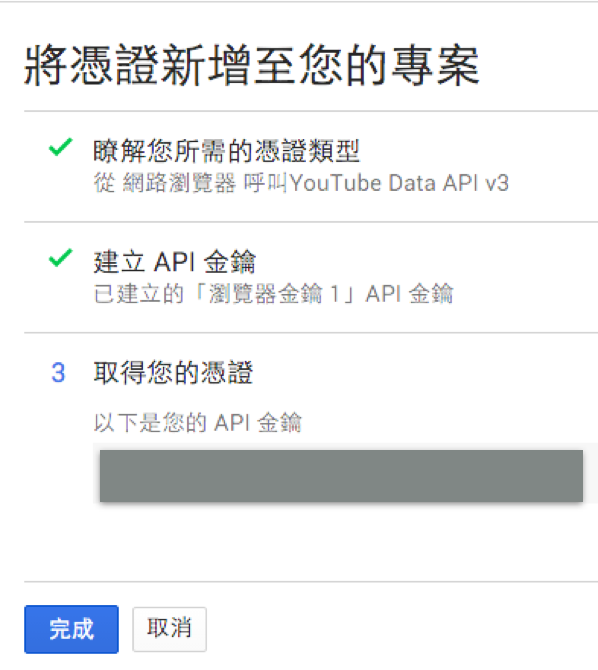 將憑證新增至您的專案
瞭解您所需的憑證類型
從 網路瀏覽器 呼叫YouTube Data API v3
建立 API 金鑰
已建立的「瀏覽器金鑰 1」API 金鑰
3 取得您的憑證
以下是您的 API 金鑰
完成 取消